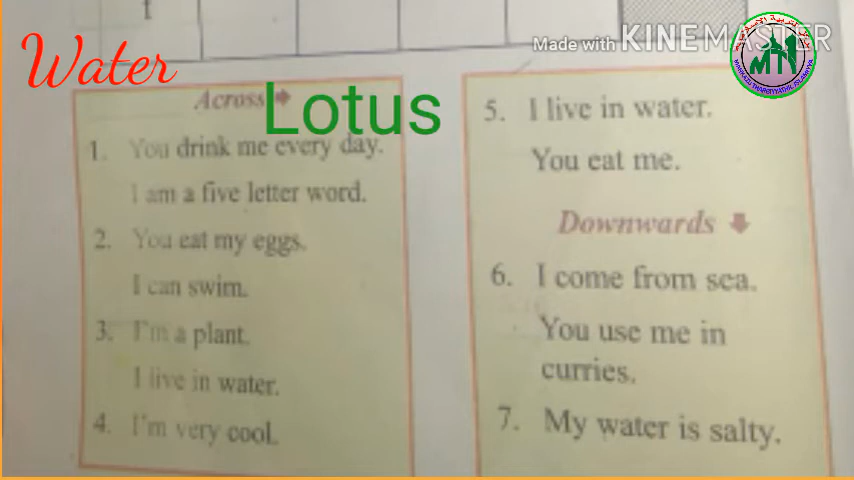 Made with KINEMASTER
Water
Lotus
Across
1. You drink me every day.
I am a five letter word.
2. You eat my eggs.
I can swim.
3. I'm a plant.
I live in water.
4. I'm very cool.
5. I live in water.
You eat me.
Downwards
6. I come from sea.
You use me in
curries.
7. My water is salty.